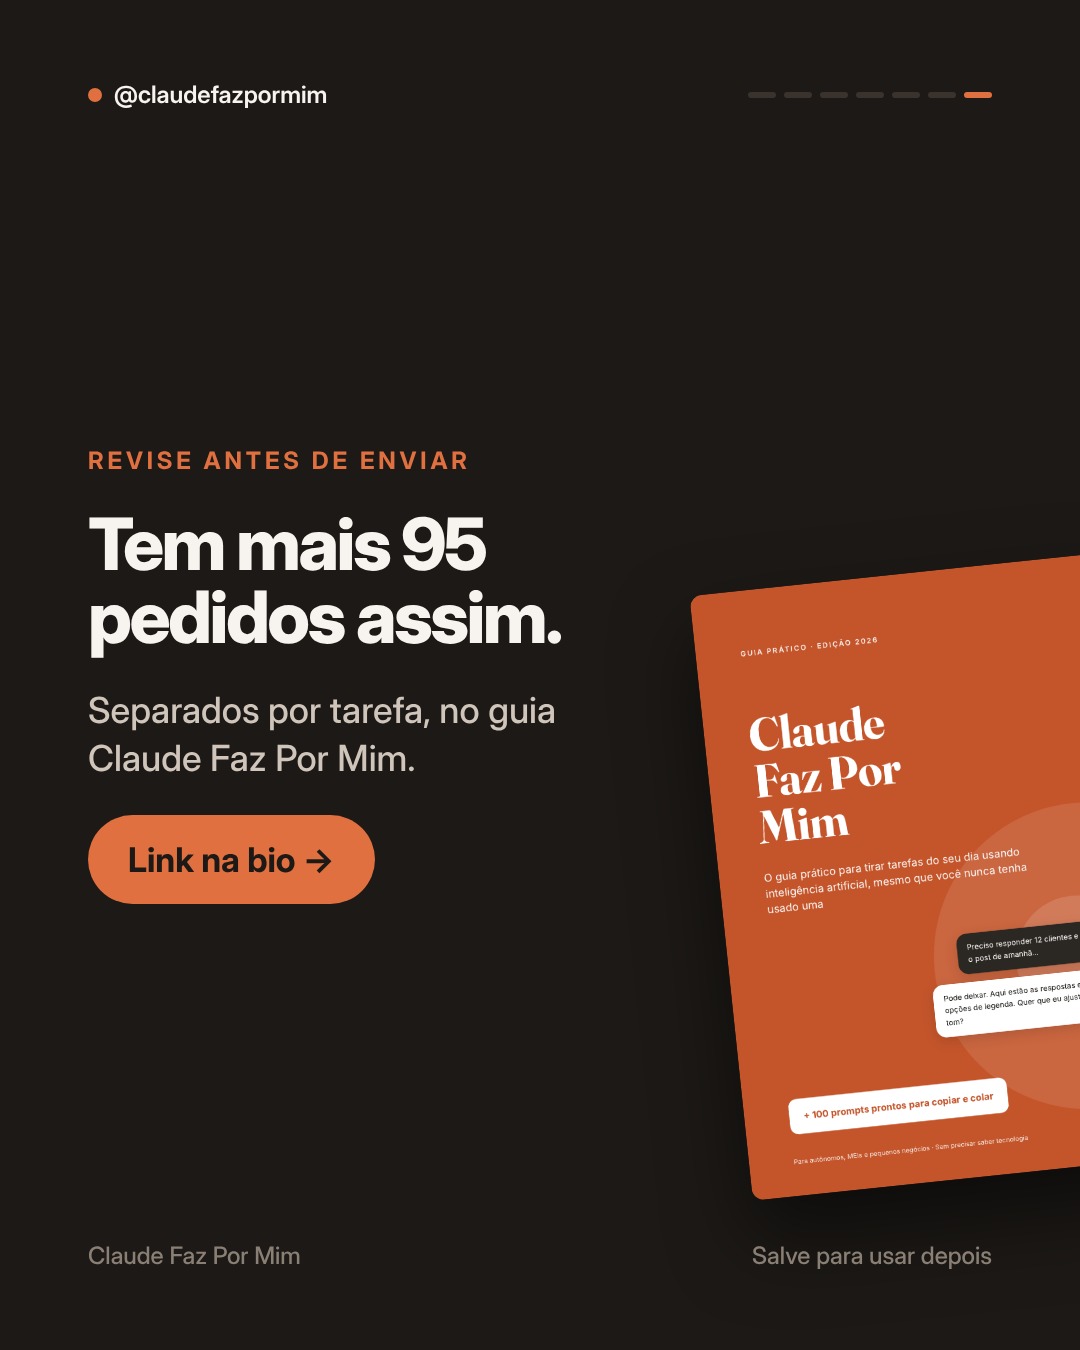 @claudefazpormim
REVISE ANTES DE ENVIAR
Tem mais 95
pedidos assim.
Separados por tarefa, no guia
Claude Faz Por Mim.
Link na bio →
GUIA PRÁTICO · EDIÇÃO 2026
Claude
Faz Por
Mim
O guia prático para tirar tarefas do seu dia usando
inteligência artificial, mesmo que você nunca tenha
usado uma
Preciso responder 12 clientes e
o post de amanhã...
Pode deixar. Aqui estão as respostas e
opções de legenda. Quer que eu
tom?
+ 100 prompts prontos para copiar e colar
Para autônomos, MEIs e pequenos negócios · Sem precisar saber tecnologia
Claude Faz Por Mim
Salve para usar depois